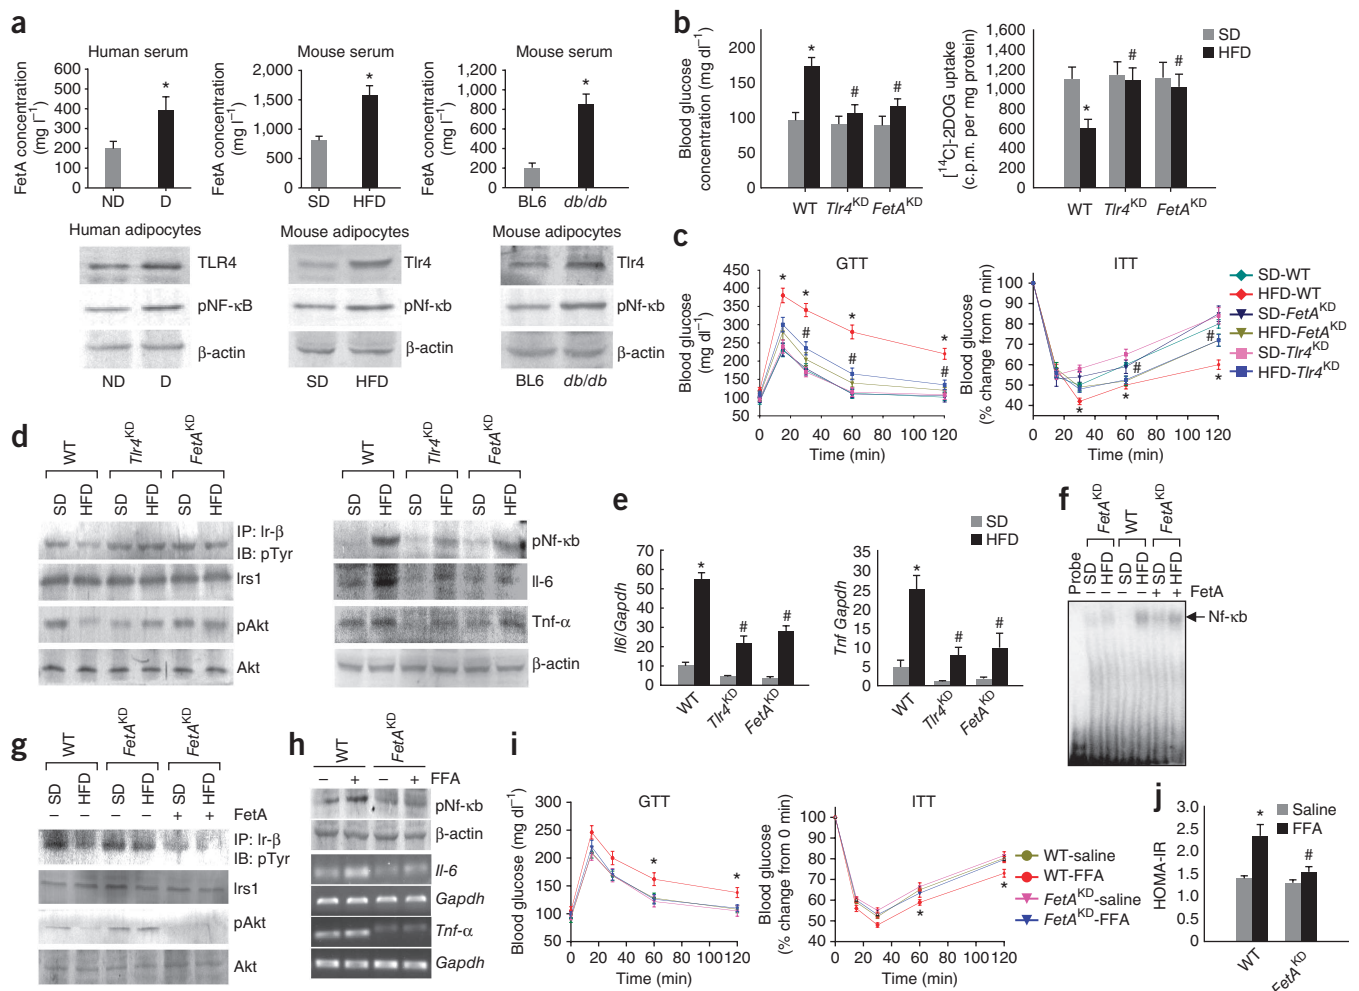 a
Human serum
FetA concentration
(mg l⁻¹)
600
500
400
300
200
100
0
*
ND D
Mouse serum
FetA concentration
(mg l⁻¹)
2,000
1,500
1,000
500
0
*
SD HFD
Mouse serum
FetA concentration
(mg l⁻¹)
1,200
1,000
800
600
400
200
0
*
BL6 db/db
Human adipocytes
TLR4
pNF-κB
β-actin
ND D
Mouse adipocytes
Tlr4
pNf-κb
β-actin
SD HFD
Mouse adipocytes
Tlr4
pNf-κb
β-actin
BL6 db/db
b
Blood glucose
concentration (mg dl⁻¹)
200
150
100
50
0
* # #
WT Tlr4ᴷᴰ FetAᴷᴰ
[¹⁴C]-2DOG uptake
(c.p.m. per mg protein)
1,600
1,400
1,200
1,000
800
600
400
200
0
* # #
WT Tlr4ᴷᴰ FetAᴷᴰ
SD
HFD
c
GTT
Blood glucose
(mg dl⁻¹)
450
400
350
300
250
200
150
100
50
* * * *
# # #
0 20 40 60 80 100 120
Time (min)
ITT
Blood glucose
(% change from 0 min)
100
90
80
70
60
50
40
# #
* * *
0 20 40 60 80 100 120
Time (min)
SD-WT
HFD-WT
SD-FetAᴷᴰ
HFD-FetAᴷᴰ
SD-Tlr4ᴷᴰ
HFD-Tlr4ᴷᴰ
d
WT Tlr4ᴷᴰ FetAᴷᴰ
SD HFD SD HFD SD HFD
IP: Ir-β
IB: pTyr
Irs1
pAkt
Akt
WT Tlr4ᴷᴰ FetAᴷᴰ
SD HFD SD HFD SD HFD
pNf-κb
Il-6
Tnf-α
β-actin
e
SD
HFD
Il6/Gapdh
70
60
50
40
30
20
10
0
* # #
WT Tlr4ᴷᴰ FetAᴷᴰ
Tnf Gapdh
35
30
25
20
15
10
5
0
* # #
WT Tlr4ᴷᴰ FetAᴷᴰ
f
FetAᴷᴰ WT FetAᴷᴰ
Probe SD HFD SD HFD SD HFD
– – – – + + FetA
Nf-κb
g
WT FetAᴷᴰ FetAᴷᴰ
SD HFD SD HFD SD HFD
– – – – + + FetA
IP: Ir-β
IB: pTyr
Irs1
pAkt
Akt
h
WT FetAᴷᴰ
– + – + FFA
pNf-κb
β-actin
Il-6
Gapdh
Tnf-α
Gapdh
i
GTT
Blood glucose (mg dl⁻¹)
300
250
200
150
100
50
* *
0 20 40 60 80 100 120
Time (min)
ITT
Blood glucose
(% change from 0 min)
100
90
80
70
60
50
40
* *
0 20 40 60 80 100 120
Time (min)
WT-saline
WT-FFA
FetAᴷᴰ-saline
FetAᴷᴰ-FFA
j
Saline
FFA
HOMA-IR
3.0
2.5
2.0
1.5
1
0.5
0
* #
WT FetAᴷᴰ